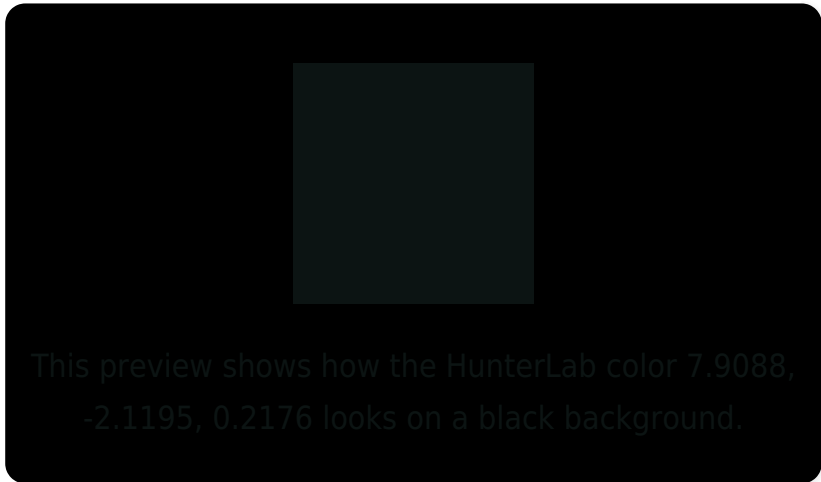 This preview shows how the HunterLab color 7.9088,
-2.1195, 0.2176 looks on a black background.